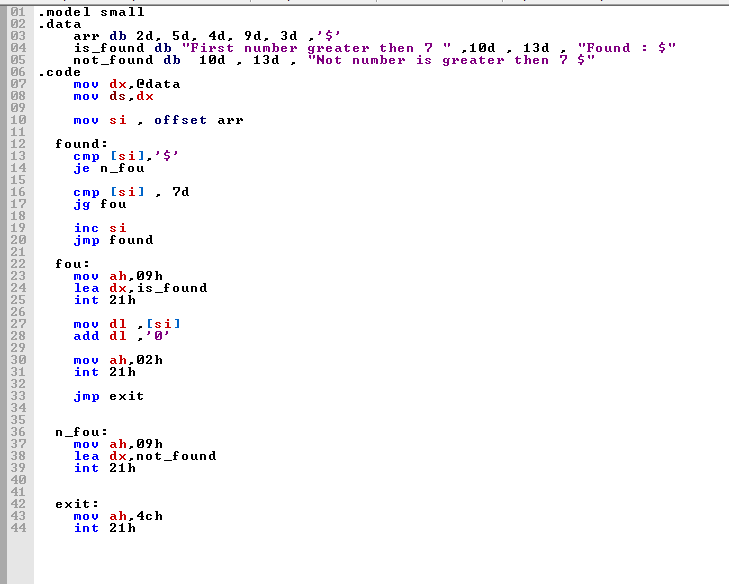 01 .model small
02 .data
03     arr db 2d, 5d, 4d, 9d, 3d ,'$'
04     is_found db "First number greater then 7 " ,10d , 13d , "Found : $"
05     not_found db  10d , 13d , "Not number is greater then 7 $"
06 .code
07     mov dx,@data
08     mov ds,dx
09
10     mov si , offset arr
11
12   found:
13     cmp [si],'$'
14     je n_fou
15
16     cmp [si] , 7d
17     jg fou
18
19     inc si
20     jmp found
21
22   fou:
23     mov ah,09h
24     lea dx,is_found
25     int 21h
26
27     mov dl ,[si]
28     add dl ,'0'
29
30     mov ah,02h
31     int 21h
32
33     jmp exit
34
35
36   n_fou:
37     mov ah,09h
38     lea dx,not_found
39     int 21h
40
41
42   exit:
43     mov ah,4ch
44     int 21h